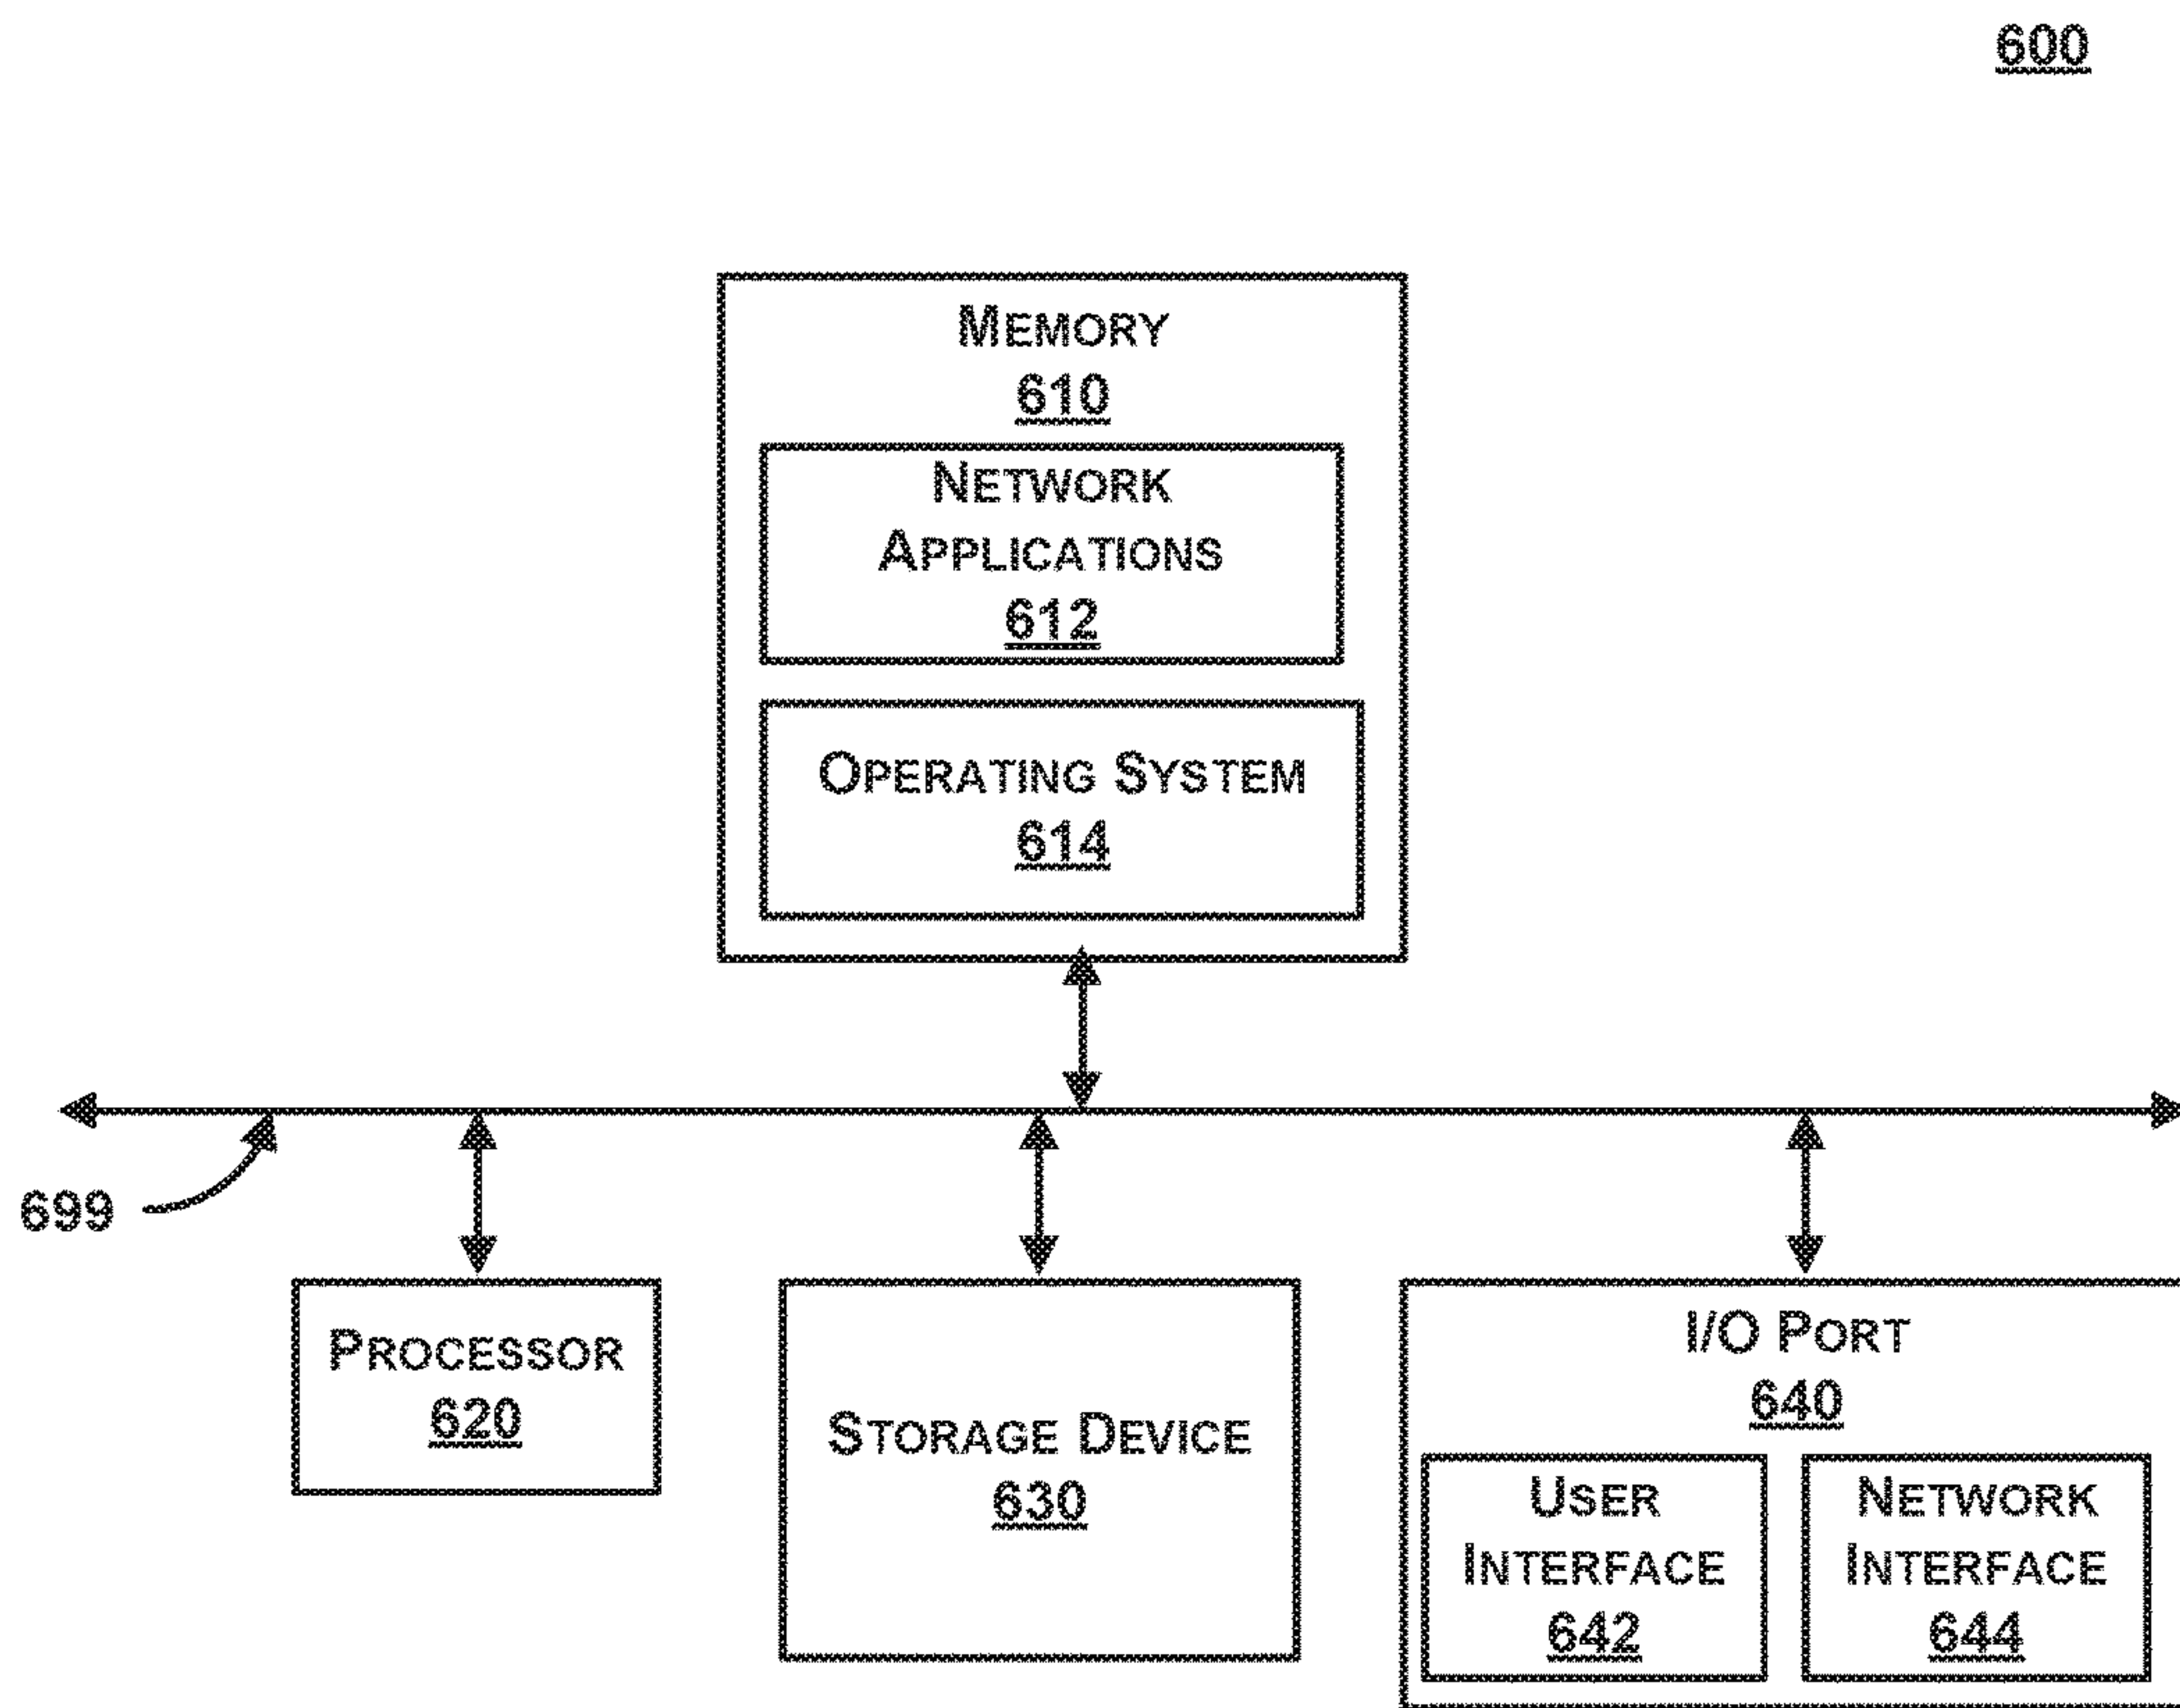 600
MEMORY
610
NETWORK
APPLICATIONS
612
OPERATING SYSTEM
614
699
PROCESSOR
620
STORAGE DEVICE
630
I/O PORT
640
USER
INTERFACE
642
NETWORK
INTERFACE
644